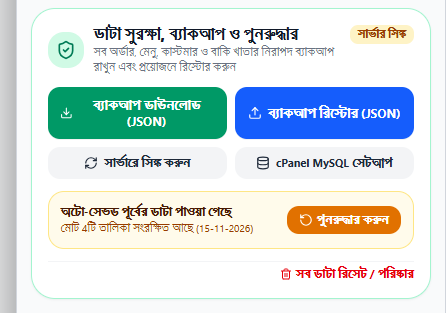 ডাটা সুরক্ষা, ব্যাকআপ ও পুনরুদ্ধার
সার্ভার সিঙ্ক
সব অর্ডার, মেনু, কাস্টমার ও বাকি খাতার নিরাপদ ব্যাকআপ
রাখুন এবং প্রয়োজনে রিস্টোর করুন
ব্যাকআপ ডাউনলোড
(JSON)
ব্যাকআপ রিস্টোর (JSON)
সার্ভারে সিঙ্ক করুন
cPanel MySQL সেটআপ
অটো-সেভড পূর্বের ডাটা পাওয়া গেছে
মোট 4টি তালিকা সংরক্ষিত আছে (15-11-2026)
পুনরুদ্ধার করুন
সব ডাটা রিসেট / পরিষ্কার